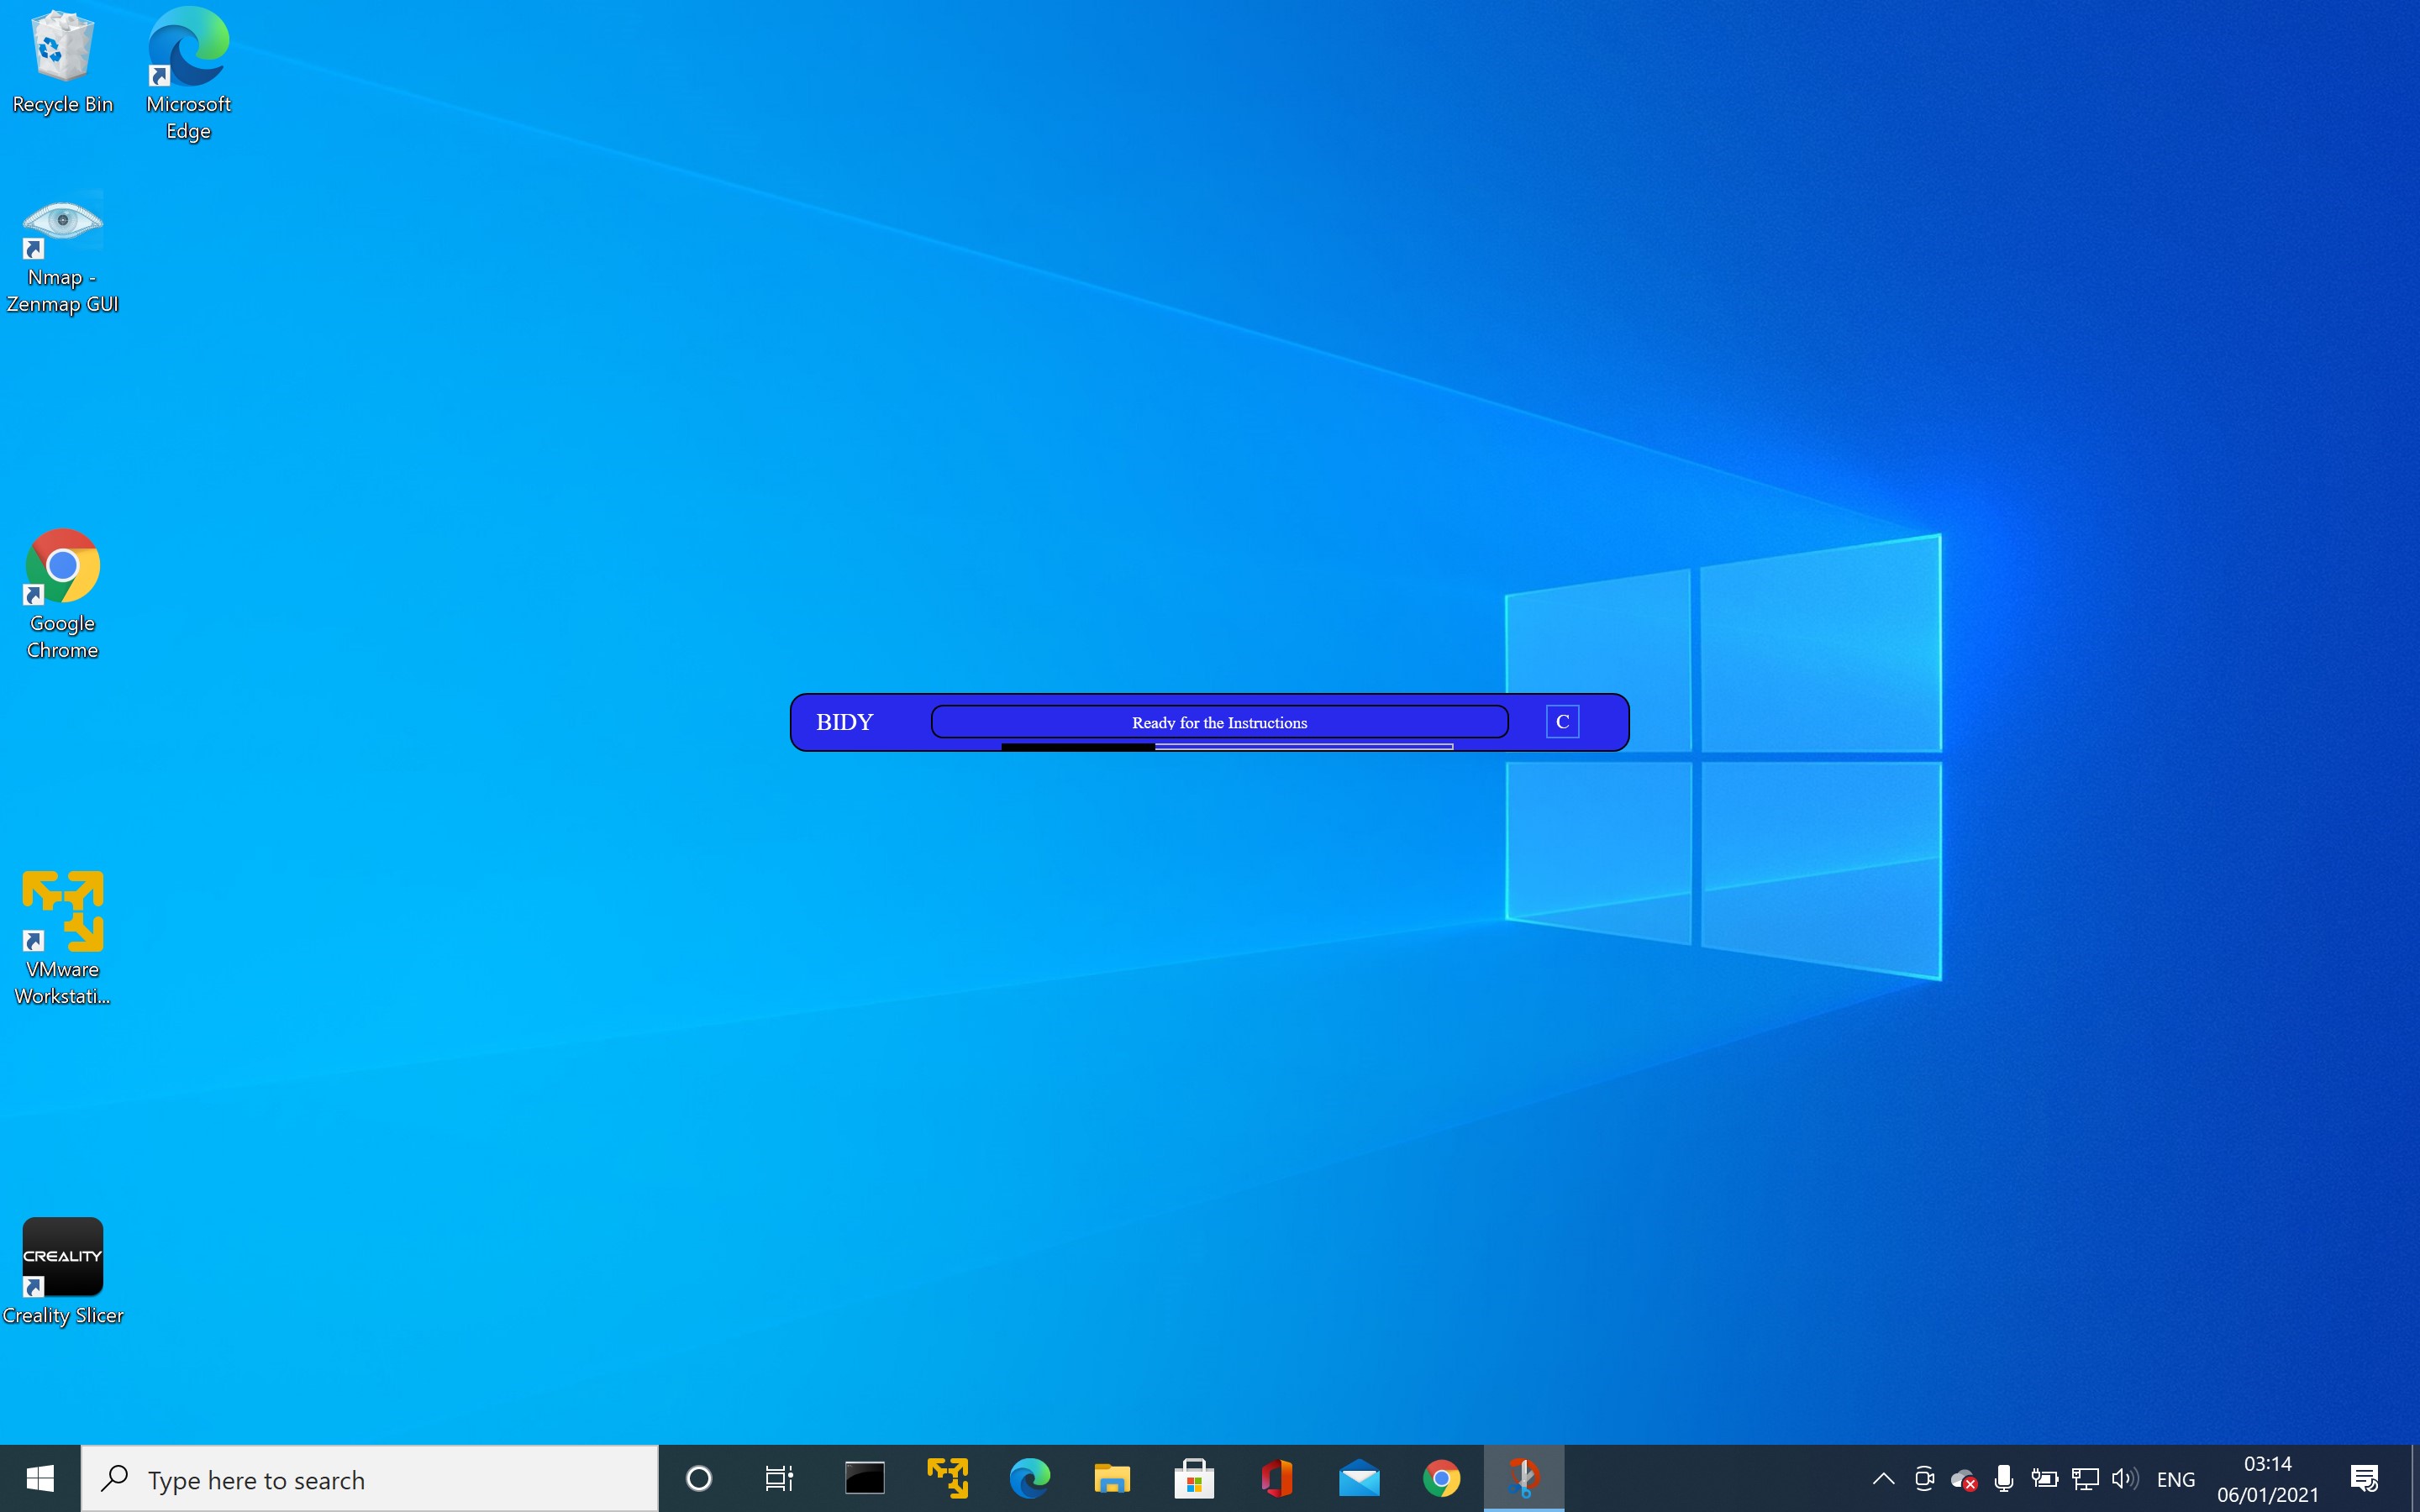 Recycle Bin
Microsoft
Edge
Nmap -
Zenmap GUI
Google
Chrome
BIDY
Ready for the Instructions
C
VMware
Workstati...
CREALITY
Creality Slicer
Type here to search
ENG
03:14
06/01/2021